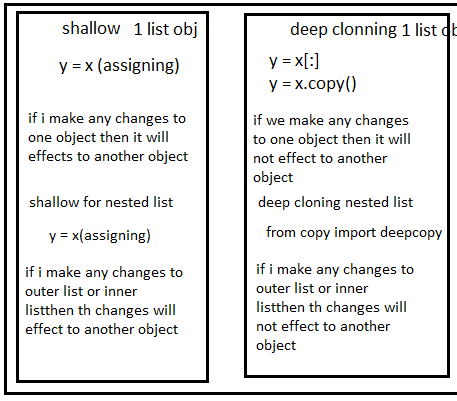 shallow 1 list obj
y = x (assigning)
if i make any changes to
one object then it will
effects to another object
shallow for nested list
y = x(assigning)
if i make any changes to
outer list or inner
listthen th changes will
effect to another object
deep clonning 1 list ob
y = x[:]
y = x.copy()
if we make any changes
to one object then it will
not effect to another
object
deep cloning nested list
from copy import deepcopy
if i make any changes to
outer list or inner
listthen th changes will
not effect to another
object